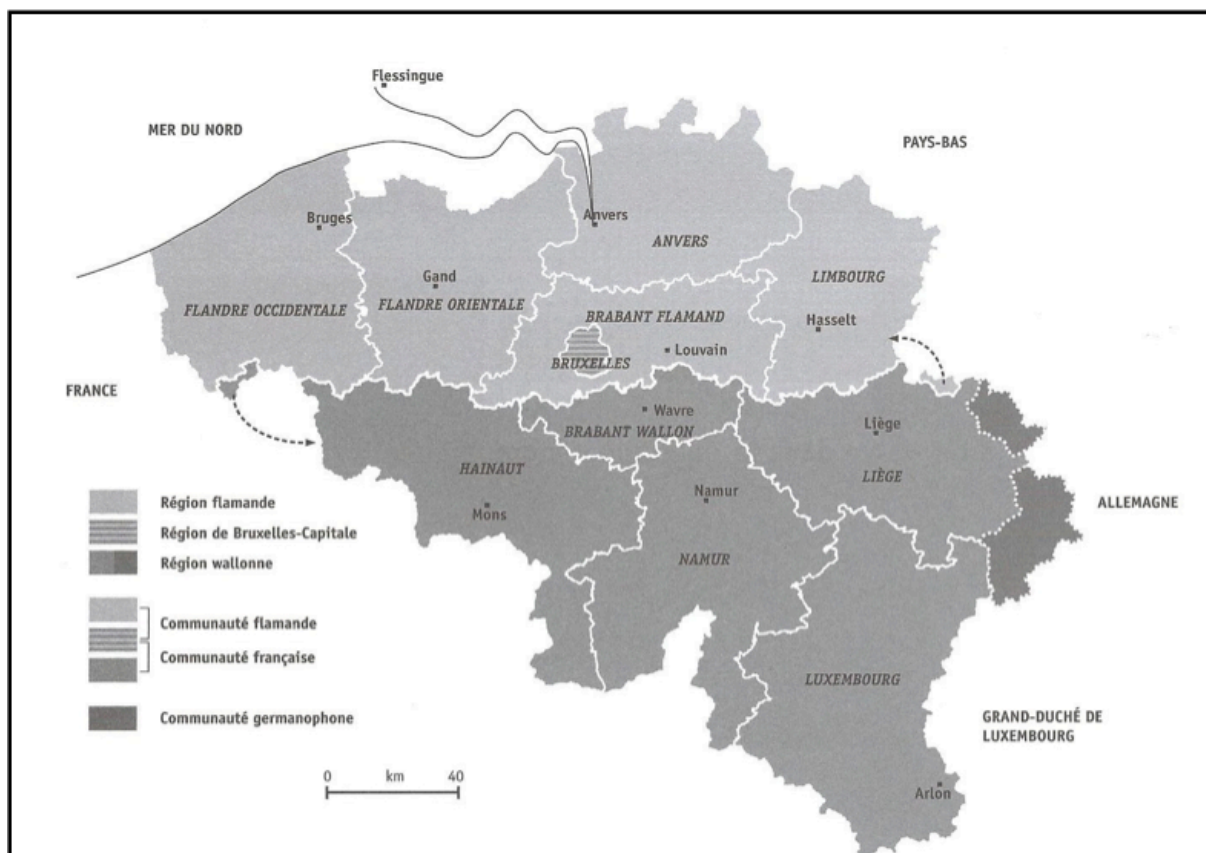 Flessingue
MER DU NORD
PAYS-BAS
Bruges
Anvers
ANVERS
Gand
LIMBOURG
FLANDRE OCCIDENTALE
FLANDRE ORIENTALE
BRABANT FLAMAND
Hasselt
BRUXELLES
Louvain
FRANCE
Wavre
BRABANT WALLON
Liège
HAINAUT
LIÈGE
Namur
Mons
ALLEMAGNE
NAMUR
Région flamande
Région de Bruxelles-Capitale
Région wallonne
Communauté flamande
Communauté française
LUXEMBOURG
Communauté germanophone
GRAND-DUCHÉ DE
LUXEMBOURG
0 km 40
Arlon